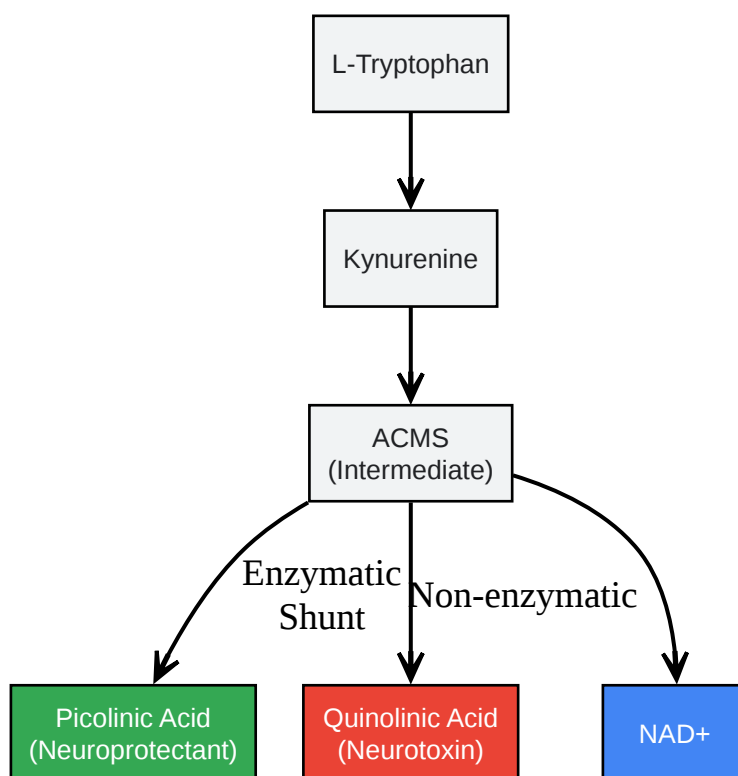 L-Tryptophan
Kynurenine
ACMS
(Intermediate)
Enzymatic
Shunt
Non-enzymatic
Picolinic Acid
(Neuroprotectant)
Quinolinic Acid
(Neurotoxin)
NAD+